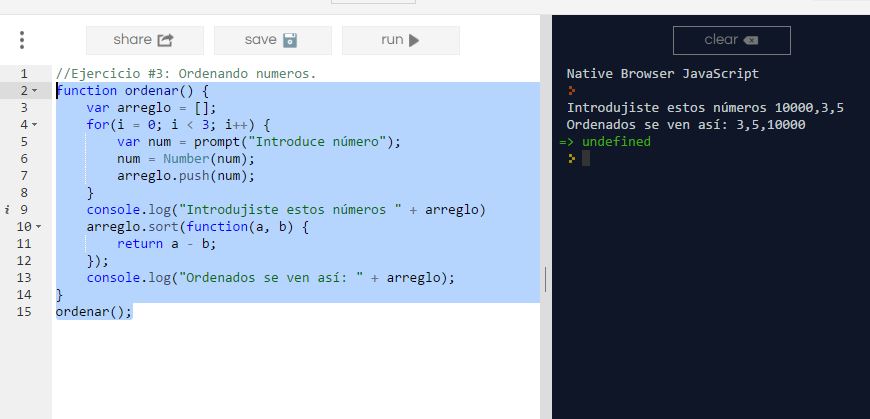 share
save
run
clear
1 //Ejercicio #3: Ordenando numeros.
2 function ordenar() {
3 var arreglo = [];
4 for(i = 0; i < 3; i++) {
5 var num = prompt("Introduce número");
6 num = Number(num);
7 arreglo.push(num);
8 }
i 9 console.log("Introdujiste estos números " + arreglo)
10 arreglo.sort(function(a, b) {
11 return a - b;
12 });
13 console.log("Ordenados se ven así: " + arreglo);
14 }
15 ordenar();
Native Browser JavaScript
>
Introdujiste estos números 10000,3,5
Ordenados se ven así: 3,5,10000
=> undefined
>